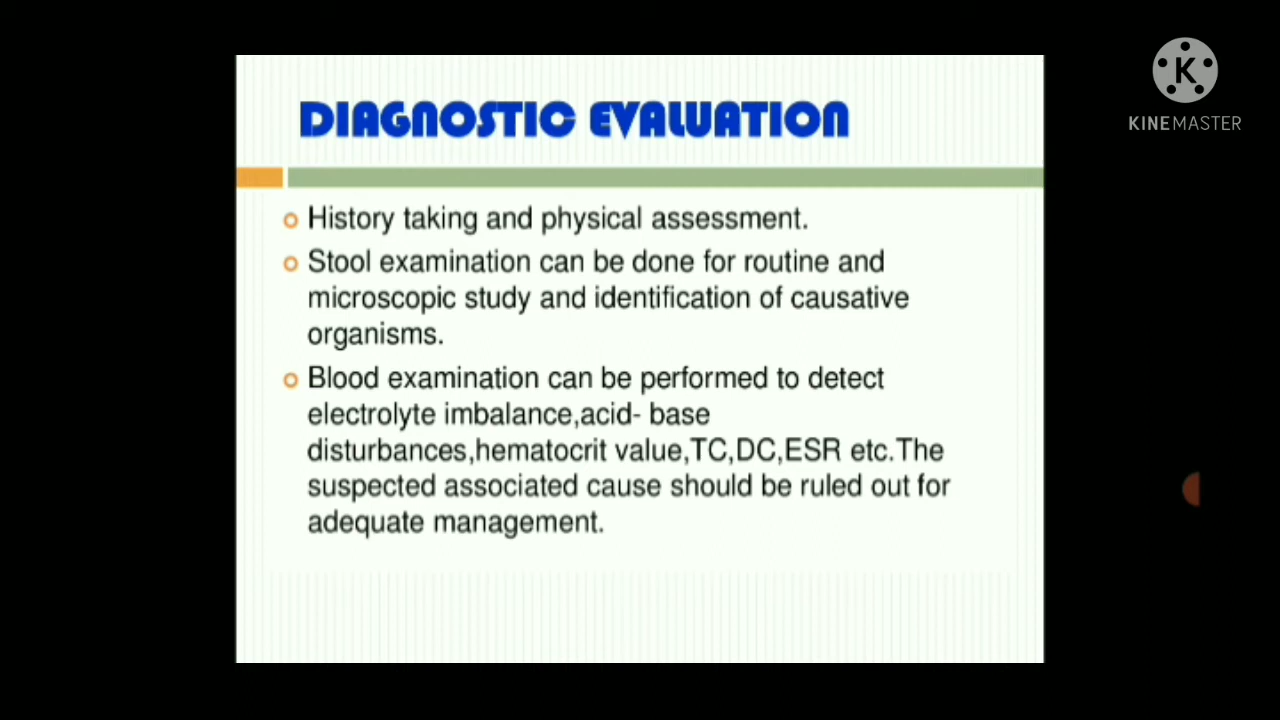 DIAGNOSTIC EVALUATION
K
KINEMASTER
History taking and physical assessment.
Stool examination can be done for routine and
microscopic study and identification of causative
organisms.
Blood examination can be performed to detect
electrolyte imbalance,acid- base
disturbances,hematocrit value,TC,DC,ESR etc.The
suspected associated cause should be ruled out for
adequate management.